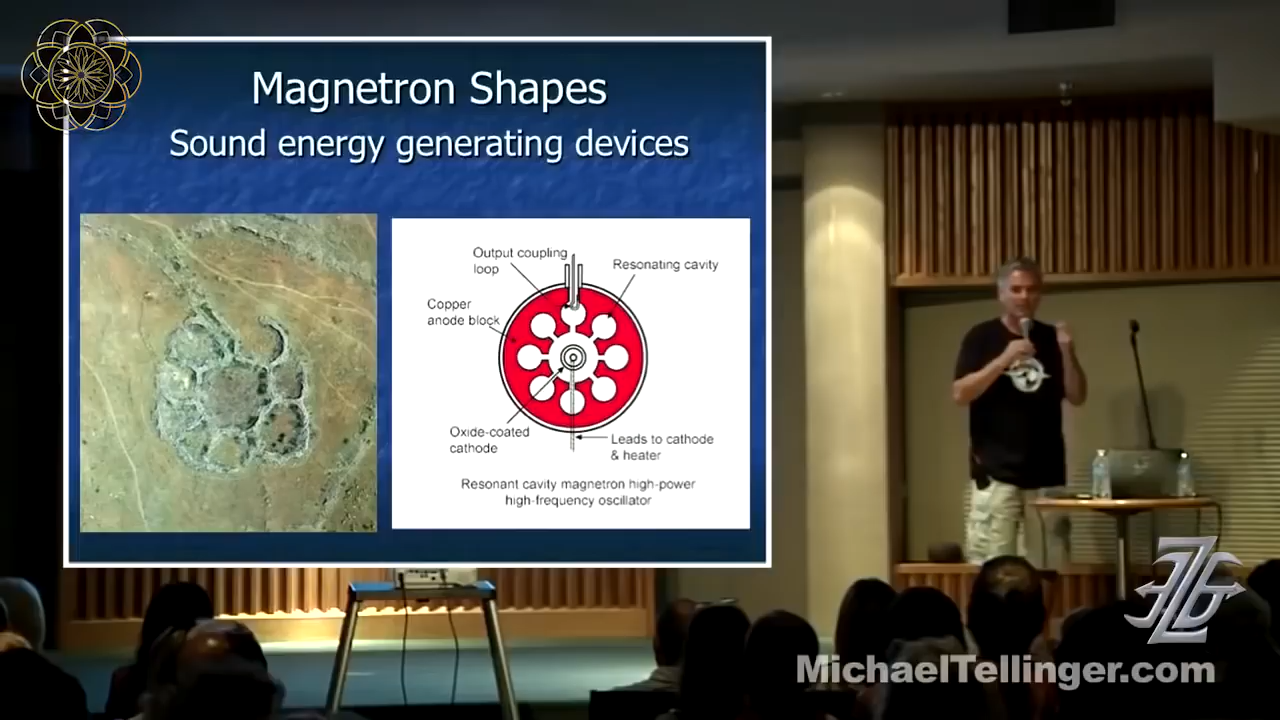 Magnetron Shapes
Sound energy generating devices
Output coupling
loop
Resonating cavity
Copper
anode block
Oxide-coated
cathode
Leads to cathode
& heater
Resonant cavity magnetron high-power
high-frequency oscillator
MichaelTellinger.com